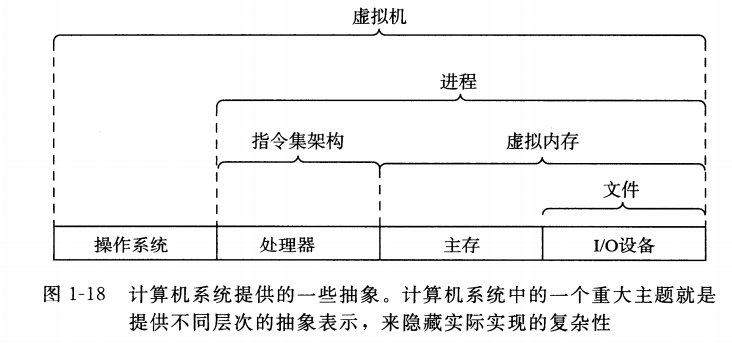 虚拟机
进程
指令集架构 虚拟内存
文件
操作系统 处理器 主存 I/O设备
图 1-18 计算机系统提供的一些抽象。计算机系统中的一个重大主题就是
提供不同层次的抽象表示，来隐藏实际实现的复杂性